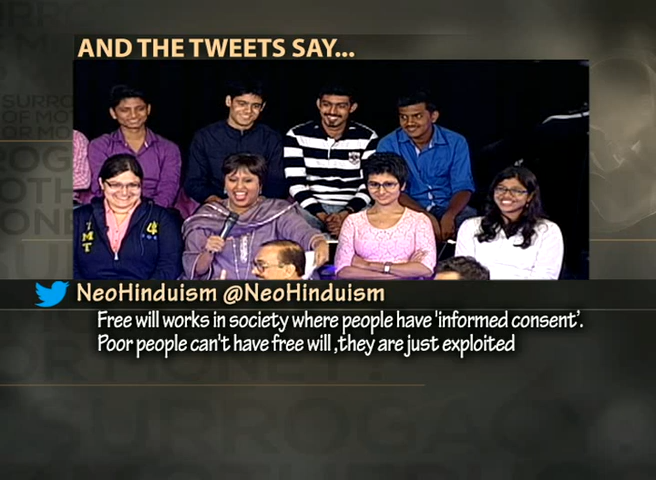 AND THE TWEETS SAY...
NeoHinduism @NeoHinduism
Free will works in society where people have 'informed consent'.
Poor people can't have free will ,they are just exploited
SURROGACY